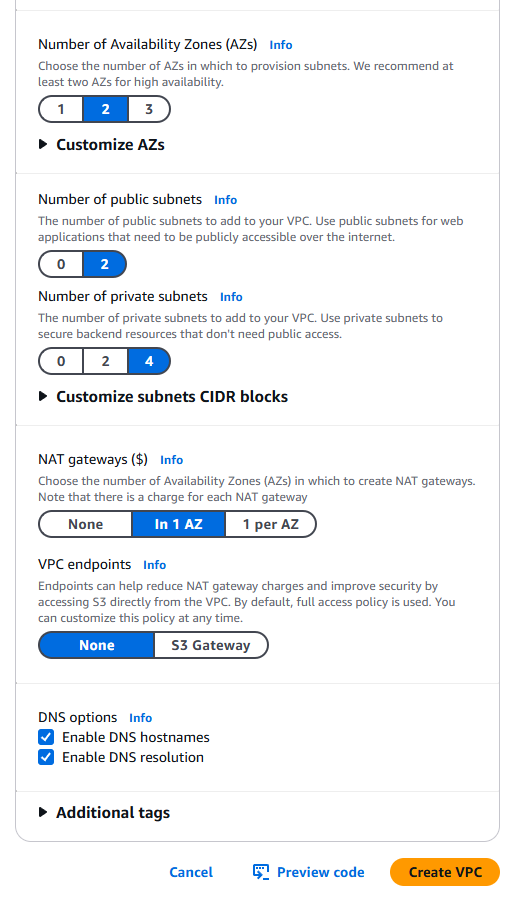 Number of Availability Zones (AZs) Info
Choose the number of AZs in which to provision subnets. We recommend at
least two AZs for high availability.
1 2 3
Customize AZs
Number of public subnets Info
The number of public subnets to add to your VPC. Use public subnets for web
applications that need to be publicly accessible over the internet.
0 2
Number of private subnets Info
The number of private subnets to add to your VPC. Use private subnets to
secure backend resources that don't need public access.
0 2 4
Customize subnets CIDR blocks
NAT gateways ($) Info
Choose the number of Availability Zones (AZs) in which to create NAT gateways.
Note that there is a charge for each NAT gateway
None In 1 AZ 1 per AZ
VPC endpoints Info
Endpoints can help reduce NAT gateway charges and improve security by
accessing S3 directly from the VPC. By default, full access policy is used. You
can customize this policy at any time.
None S3 Gateway
DNS options Info
Enable DNS hostnames
Enable DNS resolution
Additional tags
Cancel Preview code Create VPC